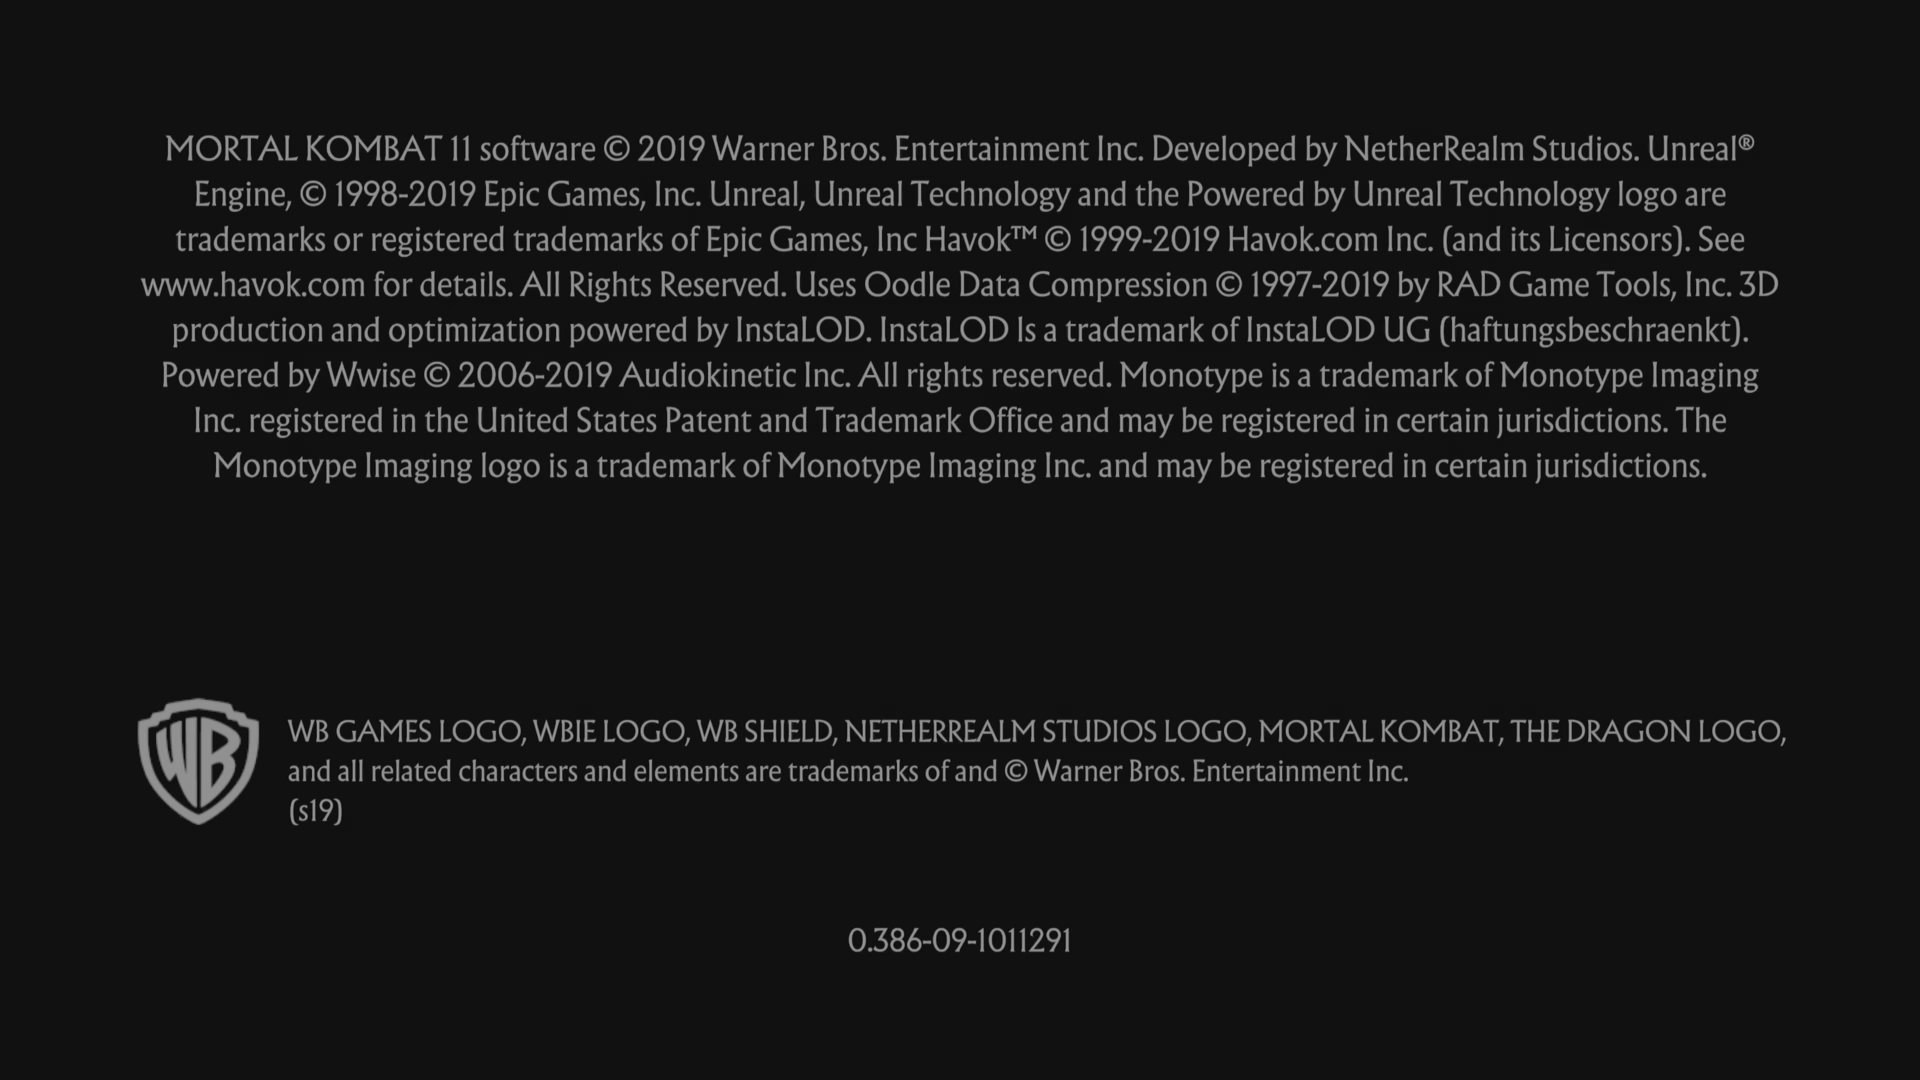 MORTAL KOMBAT 11 software © 2019 Warner Bros. Entertainment Inc. Developed by NetherRealm Studios. Unreal®
Engine, © 1998-2019 Epic Games, Inc. Unreal, Unreal Technology and the Powered by Unreal Technology logo are
trademarks or registered trademarks of Epic Games, Inc Havok™ © 1999-2019 Havok.com Inc. (and its Licensors). See
www.havok.com for details. All Rights Reserved. Uses Oodle Data Compression © 1997-2019 by RAD Game Tools, Inc. 3D
production and optimization powered by InstaLOD. InstaLOD Is a trademark of InstaLOD UG (haftungsbeschraenkt).
Powered by Wwise © 2006-2019 Audiokinetic Inc. All rights reserved. Monotype is a trademark of Monotype Imaging
Inc. registered in the United States Patent and Trademark Office and may be registered in certain jurisdictions. The
Monotype Imaging logo is a trademark of Monotype Imaging Inc. and may be registered in certain jurisdictions.
WB
WB GAMES LOGO, WBIE LOGO, WB SHIELD, NETHERREALM STUDIOS LOGO, MORTAL KOMBAT, THE DRAGON LOGO,
and all related characters and elements are trademarks of and © Warner Bros. Entertainment Inc.
(s19)
0.386-09-1011291